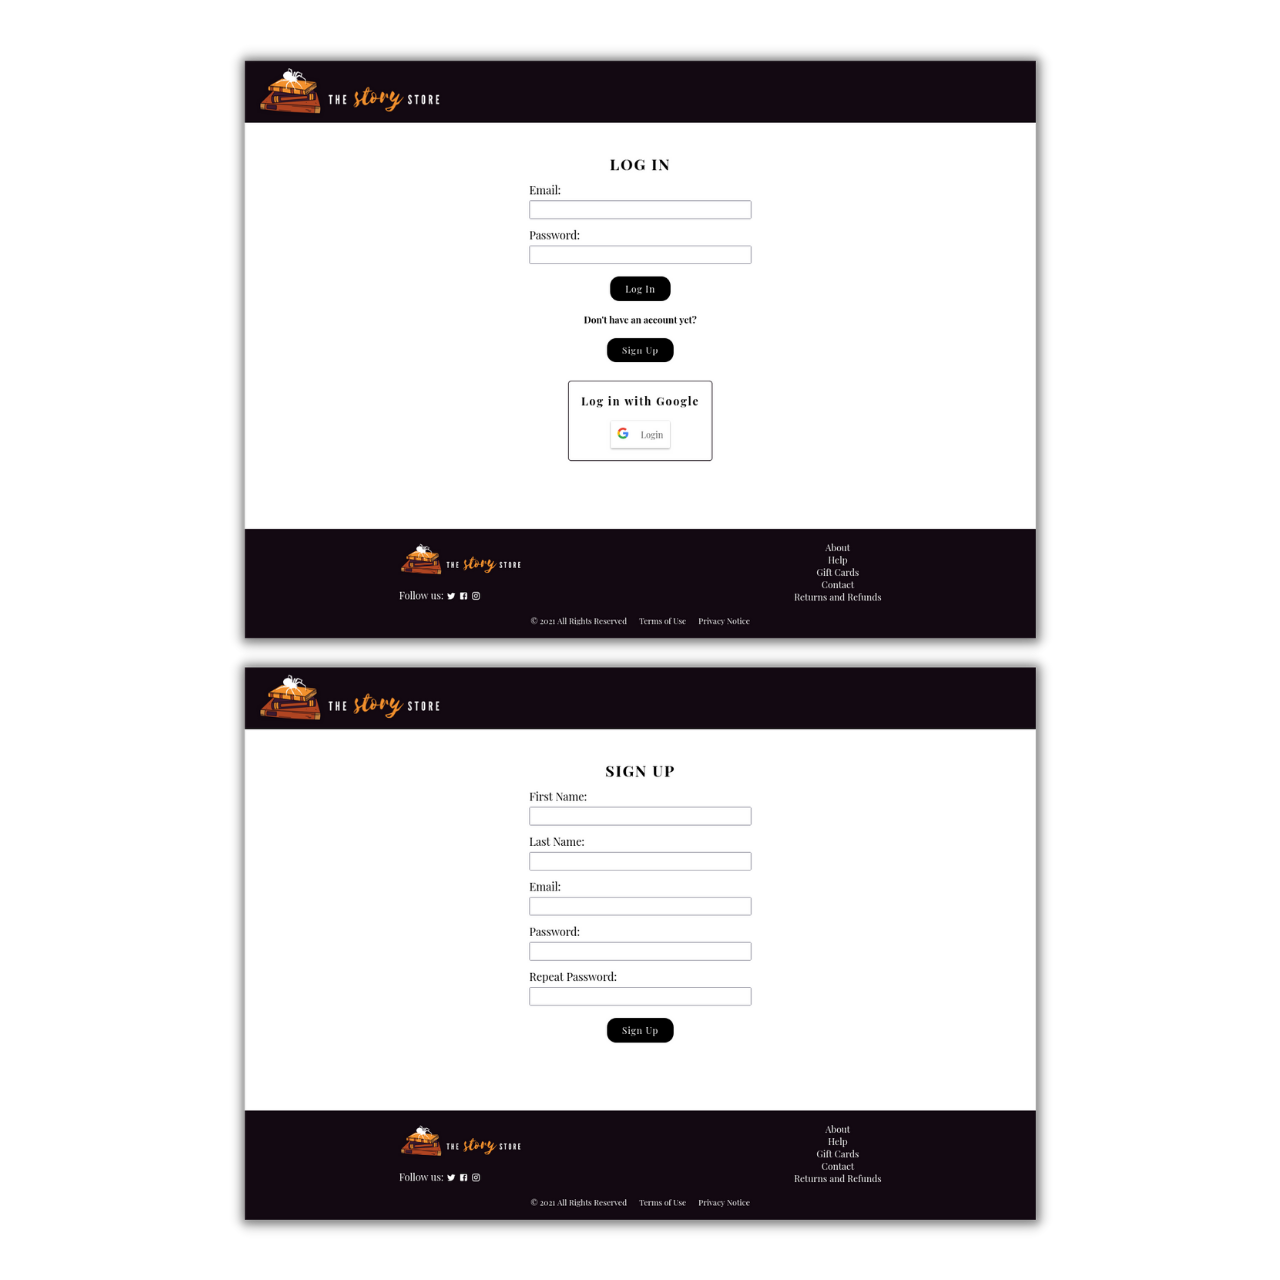 THE story STORE
LOG IN
Email:
Password:
Log In
Don't have an account yet?
Sign Up
Log in with Google
Login
THE story STORE
Follow us:
About
Help
Gift Cards
Contact
Returns and Refunds
© 2021 All Rights Reserved Terms of Use Privacy Notice
THE story STORE
SIGN UP
First Name:
Last Name:
Email:
Password:
Repeat Password:
Sign Up
THE story STORE
Follow us:
About
Help
Gift Cards
Contact
Returns and Refunds
© 2021 All Rights Reserved Terms of Use Privacy Notice